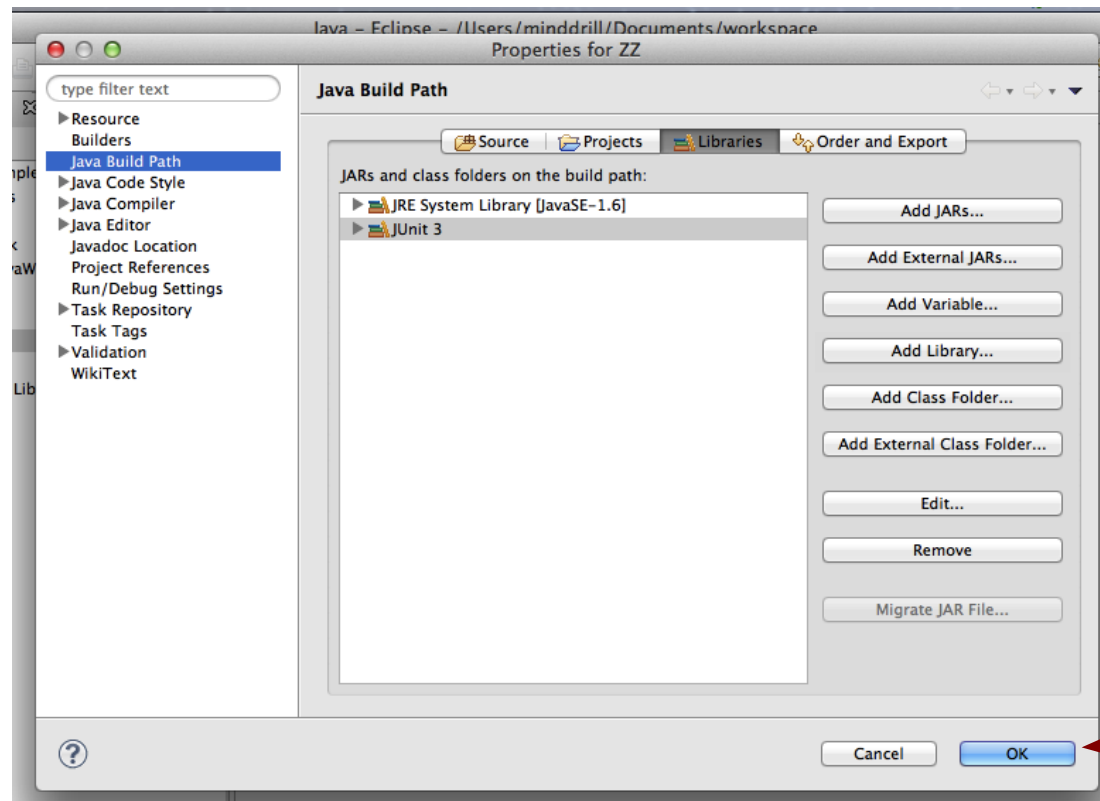 Java – Eclipse – /Users/minddrill/Documents/workspace
Properties for ZZ
type filter text
Resource
Builders
Java Build Path
Java Code Style
Java Compiler
Java Editor
Javadoc Location
Project References
Run/Debug Settings
Task Repository
Task Tags
Validation
WikiText
Java Build Path
Source Projects Libraries Order and Export
JARs and class folders on the build path:
JRE System Library [JavaSE-1.6]
JUnit 3
Add JARs...
Add External JARs...
Add Variable...
Add Library...
Add Class Folder...
Add External Class Folder...
Edit...
Remove
Migrate JAR File...
Lib
? Cancel OK